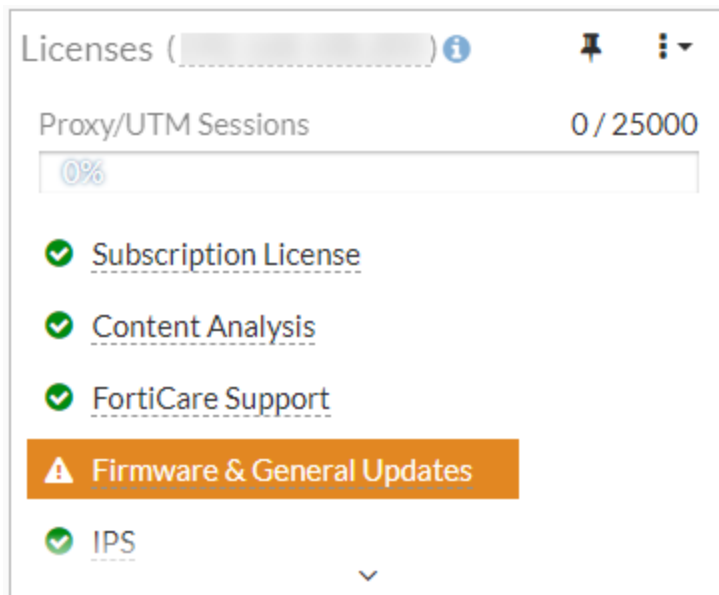 Licenses ( )
Proxy/UTM Sessions 0 / 25000
0%
Subscription License
Content Analysis
FortiCare Support
Firmware & General Updates
IPS